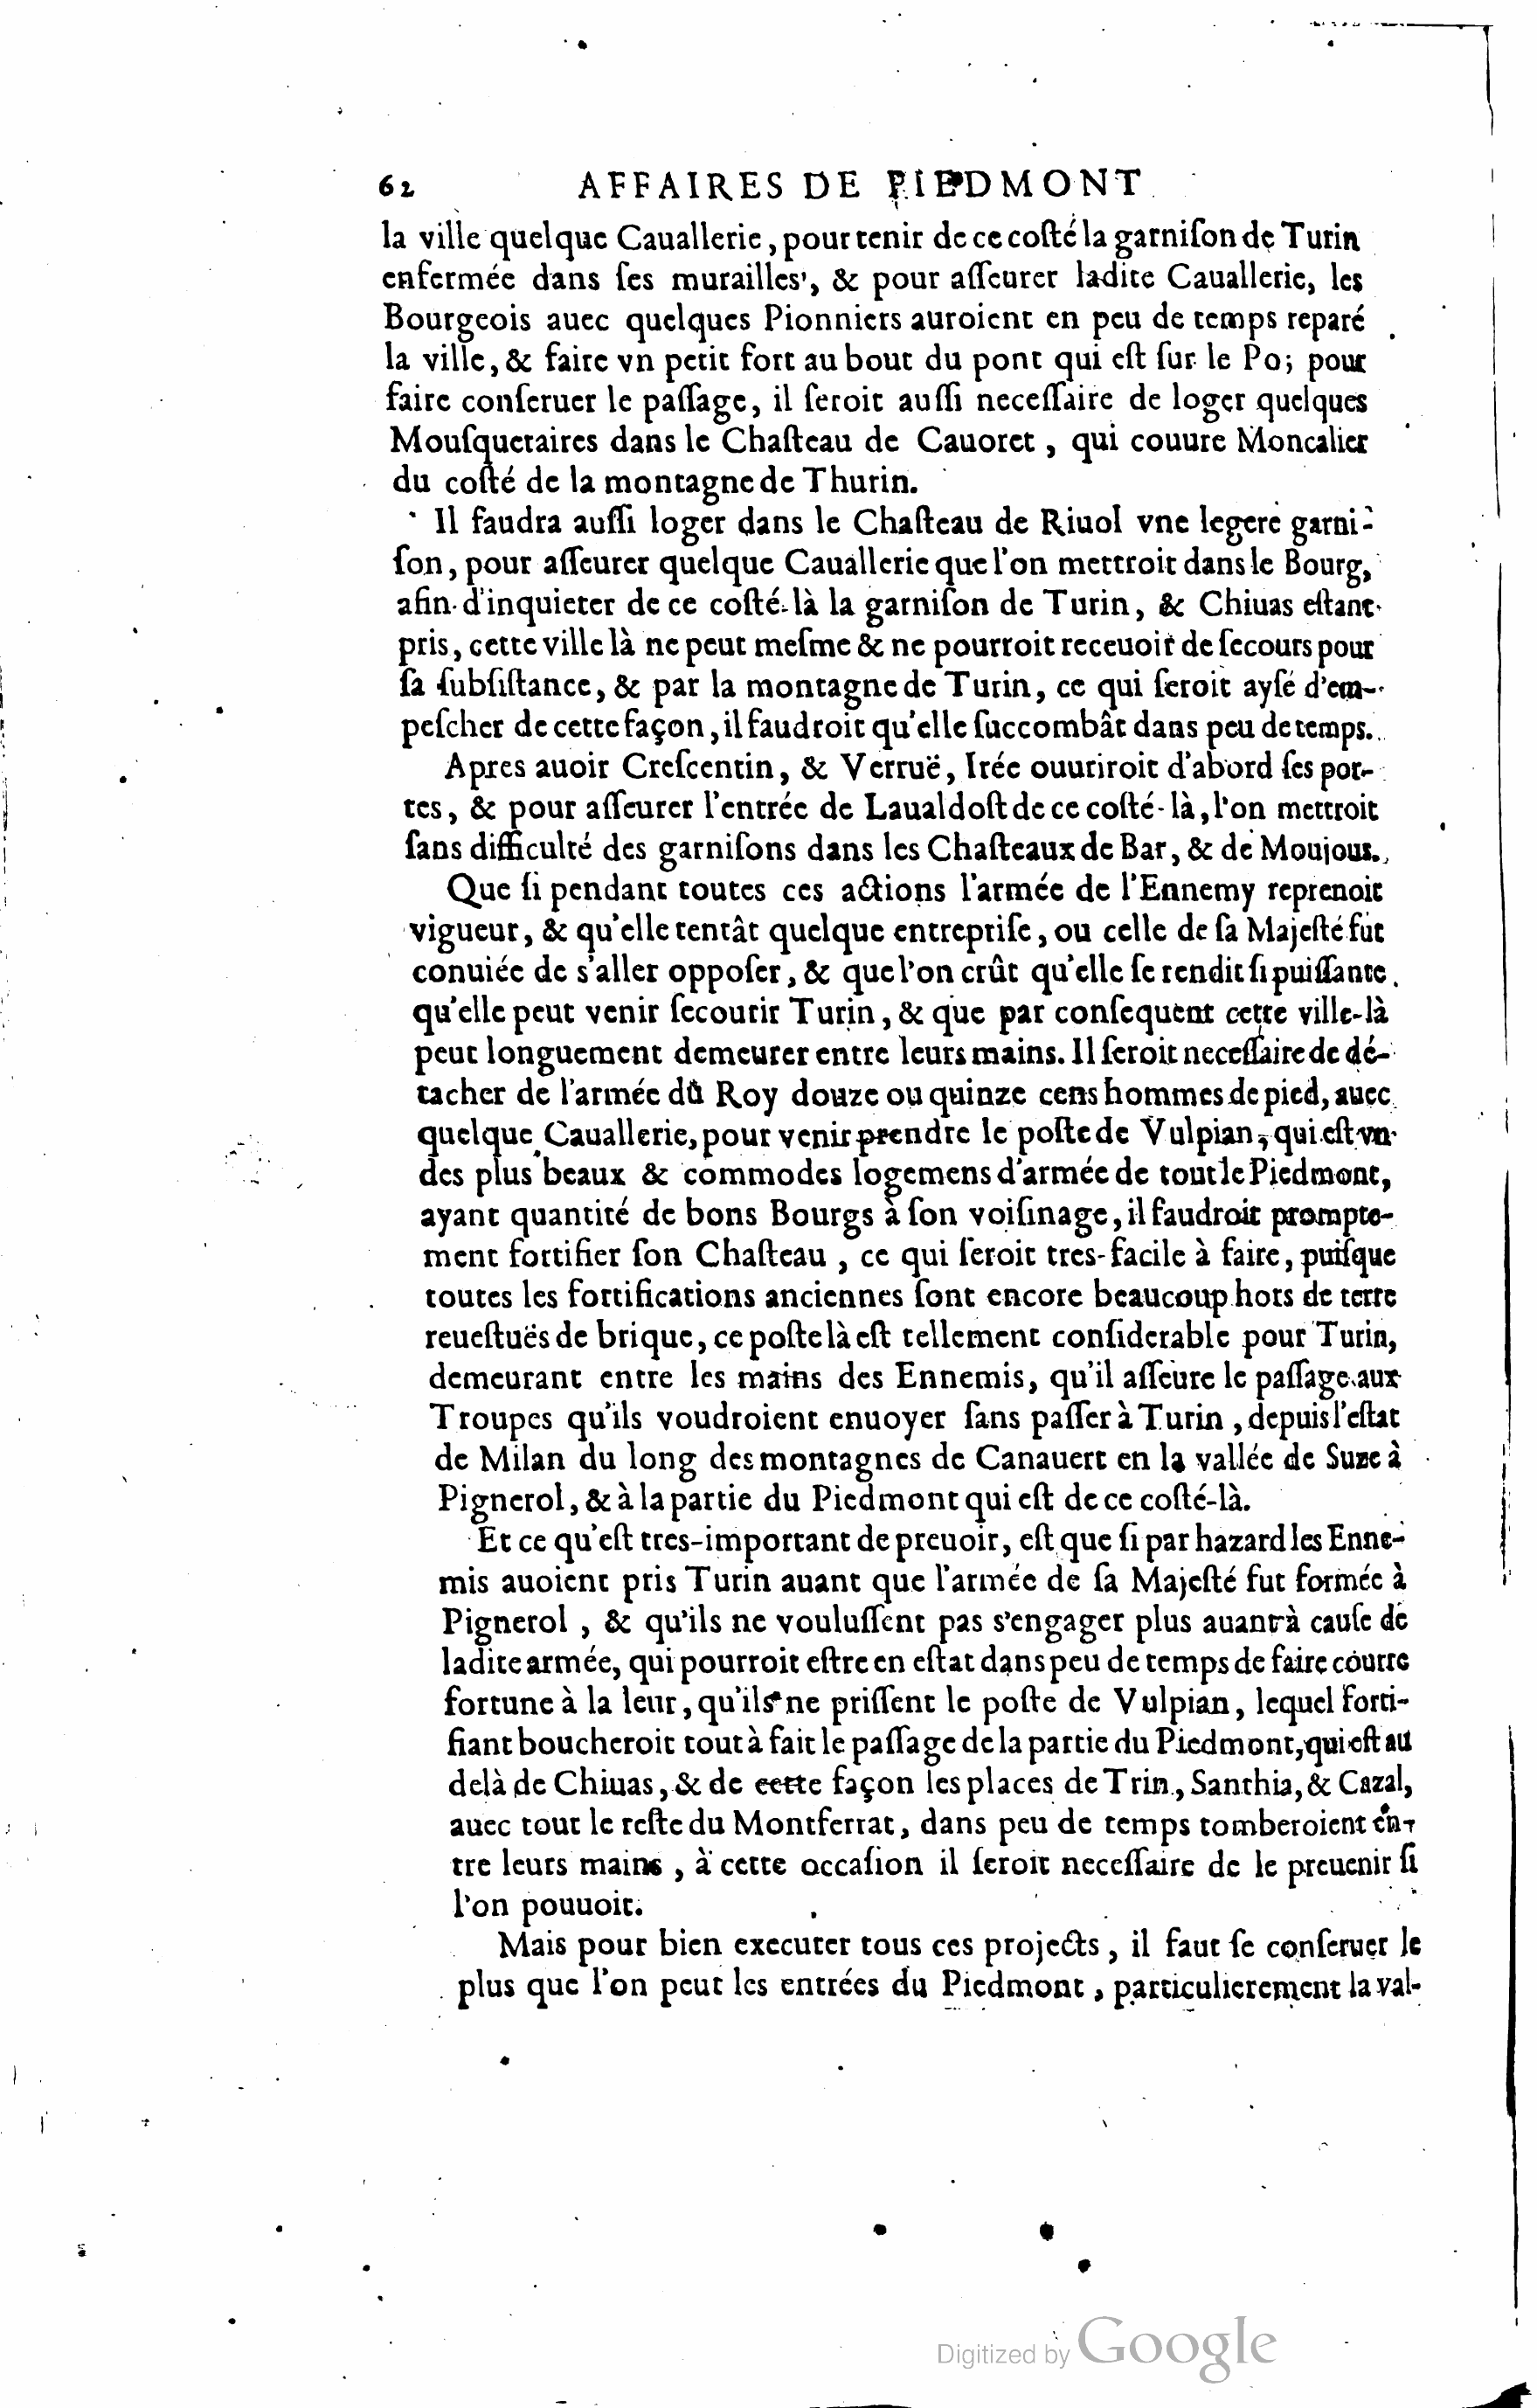 62 AFFAIRES DE PIEDMONT
la ville quelque Cauallerie, pour tenir de ce coſté la garniſon de Turin
enfermée dans ſes murailles, & pour aſſeurer ladite Cauallerie, les
Bourgeois auec quelques Pionniers auroient en peu de temps reparé
la ville, & faire vn petit fort au bout du pont qui eſt ſur le Po; pour
faire conſeruer le paſſage, il ſeroit auſſi neceſſaire de loger quelques
Mouſquetaires dans le Chaſteau de Cauoret, qui couure Moncalier
du coſté de la montagne de Thurin.
Il faudra auſſi loger dans le Chaſteau de Riuol vne legere garni-
ſon, pour aſſeurer quelque Cauallerie que l'on mettroit dans le Bourg,
afin d'inquieter de ce coſté-là la garniſon de Turin, & Chiuas eſtant
pris, cette ville là ne peut meſme & ne pourroit receuoir de ſecours pour
ſa ſubſiſtance, & par la montagne de Turin, ce qui ſeroit ayſé d'em-
peſcher de cette façon, il faudroit qu'elle ſuccombât dans peu de temps.
Apres auoir Creſcentin, & Verruë, Irée ouuriroit d'abord ſes por-
tes, & pour aſſeurer l'entrée de Laualdoſt de ce coſté-là, l'on mettroit
ſans difficulté des garniſons dans les Chaſteaux de Bar, & de Moujous.
Que ſi pendant toutes ces actions l'armée de l'Ennemy reprenoit
vigueur, & qu'elle tentât quelque entrepriſe, ou celle de ſa Majeſté fut
conuiée de s'aller oppoſer, & que l'on crût qu'elle ſe rendit ſi puiſſante
qu'elle peut venir ſecourir Turin, & que par conſequent cette ville-là
peut longuement demeurer entre leurs mains. Il ſeroit neceſſaire de dé-
tacher de l'armée dû Roy douze ou quinze cens hommes de pied, auec
quelque Cauallerie, pour venir prendre le poſte de Vulpian, qui eſt vn
des plus beaux & commodes logemens d'armée de tout le Piedmont,
ayant quantité de bons Bourgs à ſon voiſinage, il faudroit prompte-
ment fortifier ſon Chaſteau, ce qui ſeroit tres-facile à faire, puiſque
toutes les fortifications anciennes ſont encore beaucoup hors de terre
reueſtuës de brique, ce poſte là eſt tellement conſiderable pour Turin,
demeurant entre les mains des Ennemis, qu'il aſſeure le paſſage aux
Troupes qu'ils voudroient enuoyer ſans paſſer à Turin, depuis l'eſtat
de Milan du long des montagnes de Canauert en la vallée de Suze à
Pignerol, & à la partie du Piedmont qui eſt de ce coſté-là.
Et ce qu'eſt tres-important de preuoir, eſt que ſi par hazard les Enne-
mis auoient pris Turin auant que l'armée de ſa Majeſté fut formée à
Pignerol, & qu'ils ne vouluſſent pas s'engager plus auant à cauſe de
ladite armée, qui pourroit eſtre en eſtat dans peu de temps de faire courre
fortune à la leur, qu'ils ne priſſent le poſte de Vulpian, lequel forti-
fiant boucheroit tout à fait le paſſage de la partie du Piedmont, qui eſt au
delà de Chiuas, & de cette façon les places de Trin, Santhia, & Cazal,
auec tout le reſte du Montferrat, dans peu de temps tomberoient en-
tre leurs mains, à cette occaſion il ſeroit neceſſaire de le preuenir ſi
l'on pouuoit.
Mais pour bien executer tous ces projects, il faut ſe conſeruer le
plus que l'on peut les entrées du Piedmont, particulierement la val-
Digitized by Google